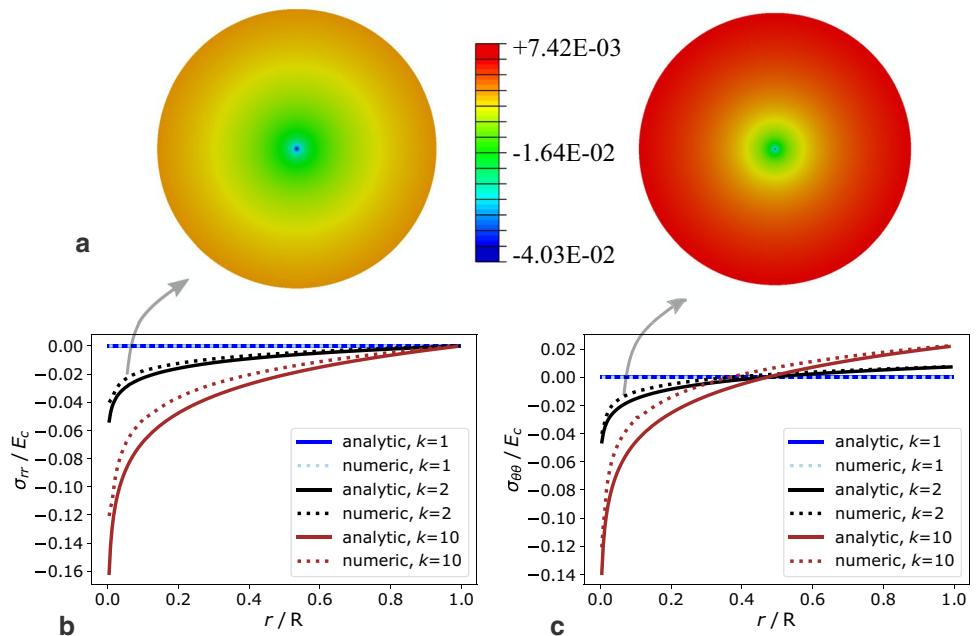 +7.42E-03
-1.64E-02
-4.03E-02
a
0.00
−0.02
−0.04
−0.06
−0.08
−0.10
−0.12
−0.14
−0.16
σrr / Ec
analytic, k=1
numeric, k=1
analytic, k=2
numeric, k=2
analytic, k=10
numeric, k=10
0.0 0.2 0.4 0.6 0.8 1.0
r / R
b
0.02
0.00
−0.02
−0.04
−0.06
−0.08
−0.10
−0.12
−0.14
σθθ / Ec
analytic, k=1
numeric, k=1
analytic, k=2
numeric, k=2
analytic, k=10
numeric, k=10
0.0 0.2 0.4 0.6 0.8 1.0
r / R
c